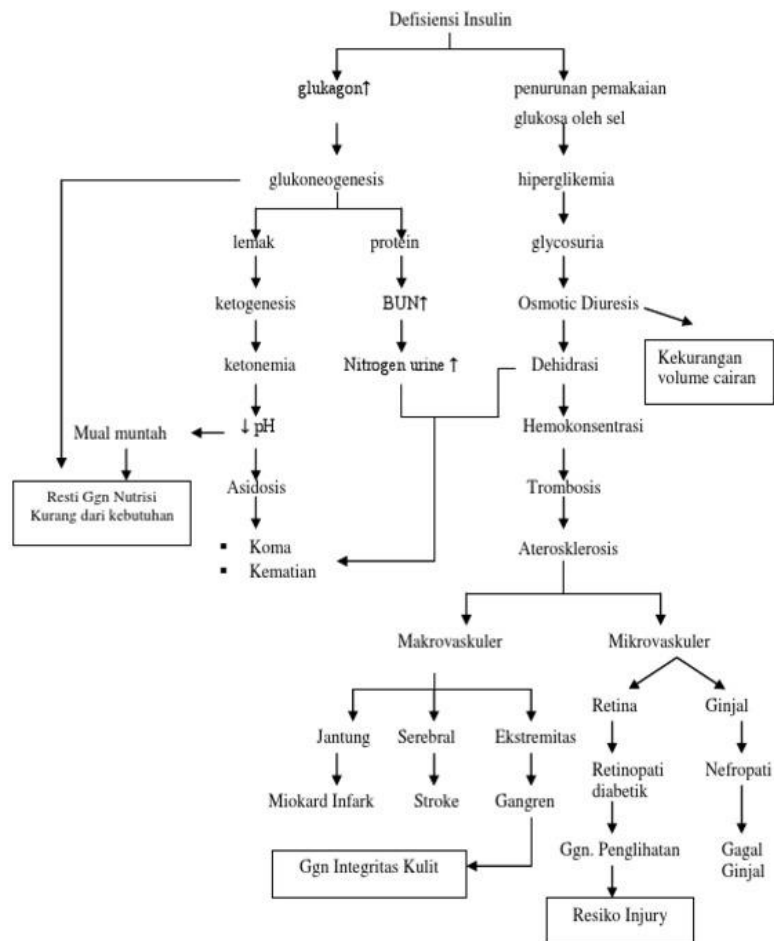 Defisiensi Insulin
glukagon↑
penurunan pemakaian
glukosa oleh sel
glukoneogenesis
hiperglikemia
lemak
protein
glycosuria
ketogenesis
BUN↑
Osmotic Diuresis
Kekurangan
volume cairan
ketonemia
Nitrogen urine ↑
Dehidrasi
Mual muntah
↓ pH
Hemokonsentrasi
Resti Ggn Nutrisi
Kurang dari kebutuhan
Asidosis
Trombosis
▪ Koma
▪ Kematian
Aterosklerosis
Makrovaskuler
Mikrovaskuler
Retina
Ginjal
Jantung
Serebral
Ekstremitas
Retinopati
diabetik
Nefropati
Miokard Infark
Stroke
Gangren
Ggn Integritas Kulit
Ggn. Penglihatan
Gagal
Ginjal
Resiko Injury